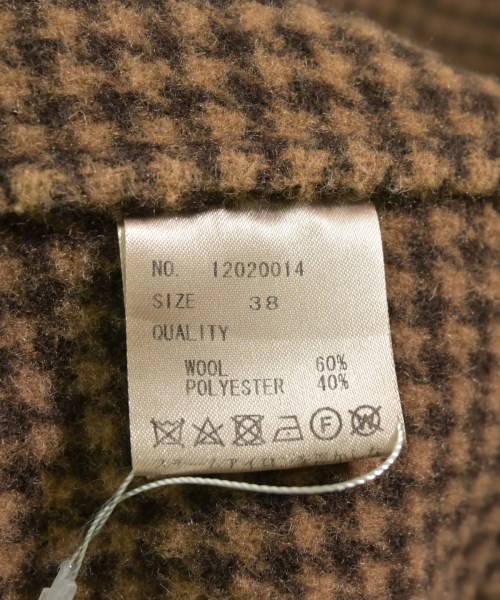 NO. 12020014
SIZE 38
QUALITY
WOOL 60%
POLYESTER 40%
F W